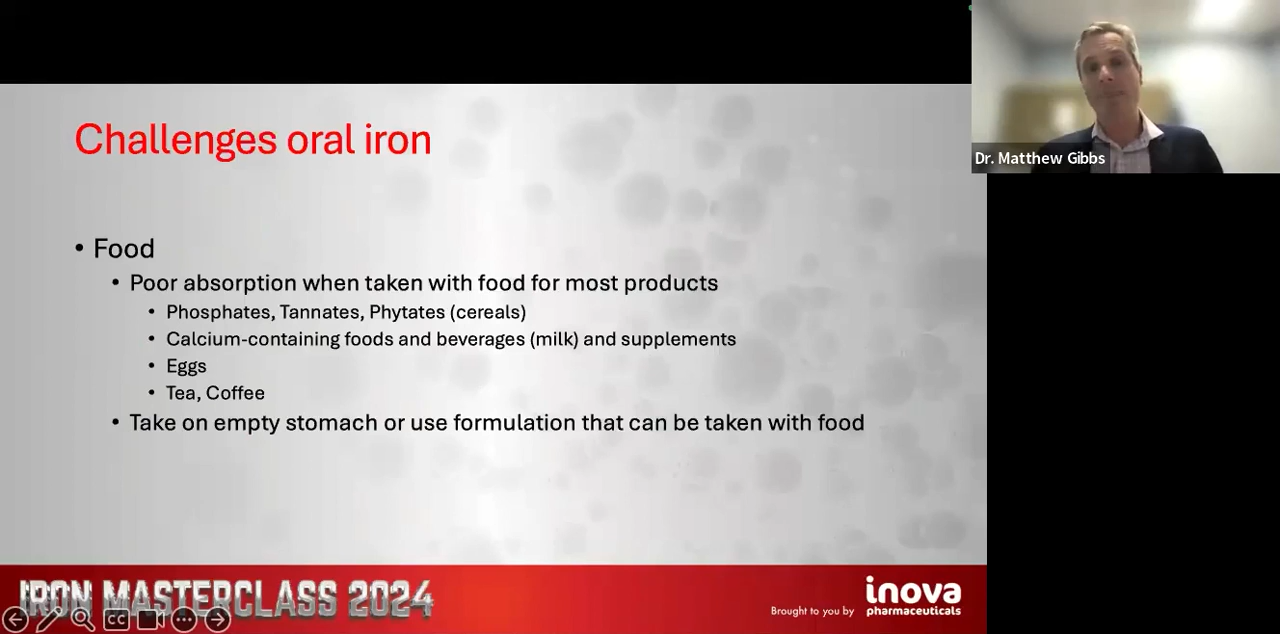 Challenges oral iron
• Food
• Poor absorption when taken with food for most products
• Phosphates, Tannates, Phytates (cereals)
• Calcium-containing foods and beverages (milk) and supplements
• Eggs
• Tea, Coffee
• Take on empty stomach or use formulation that can be taken with food
Dr. Matthew Gibbs
IRON MASTERCLASS 2024
CC
Brought to you by
inova
pharmaceuticals